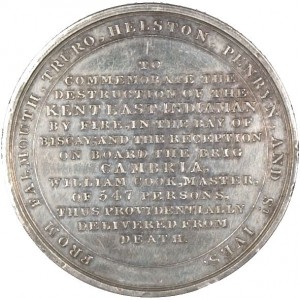 FROM FALMOUTH, TRURO, HELSTON, PENRYN, AND ST IVES.
TO
COMMEMORATE THE
DESTRUCTION OF THE
KENT EAST INDIAMAN
BY FIRE, IN THE BAY OF
BISCAY, AND THE RECEPTION
ON BOARD THE BRIG
CAMBRIA,
WILLIAM COOK, MASTER,
OF 547 PERSONS,
THUS PROVIDENTIALLY
DELIVERED FROM
DEATH.